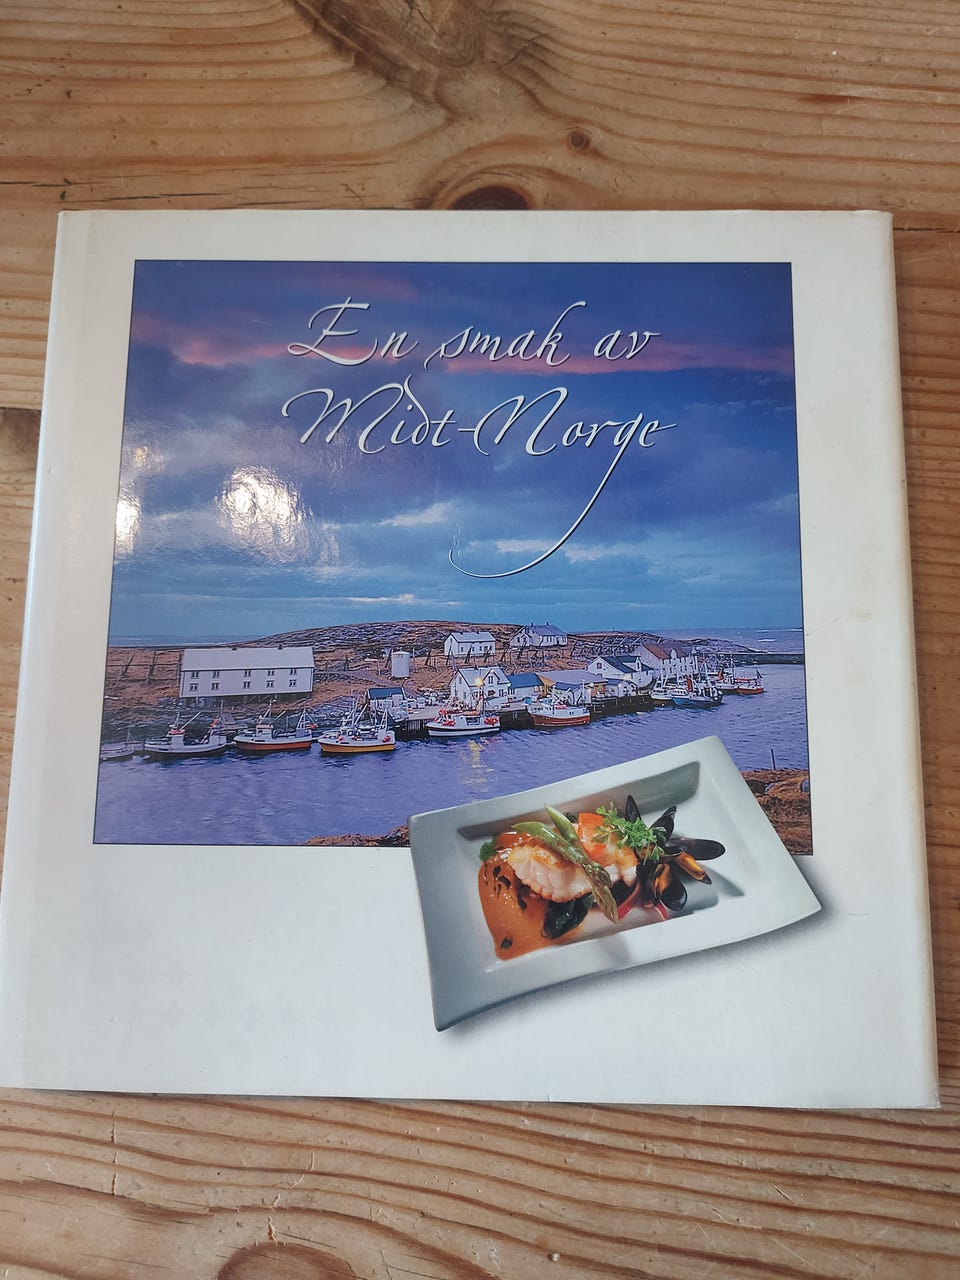 En smak av
Midt-Norge